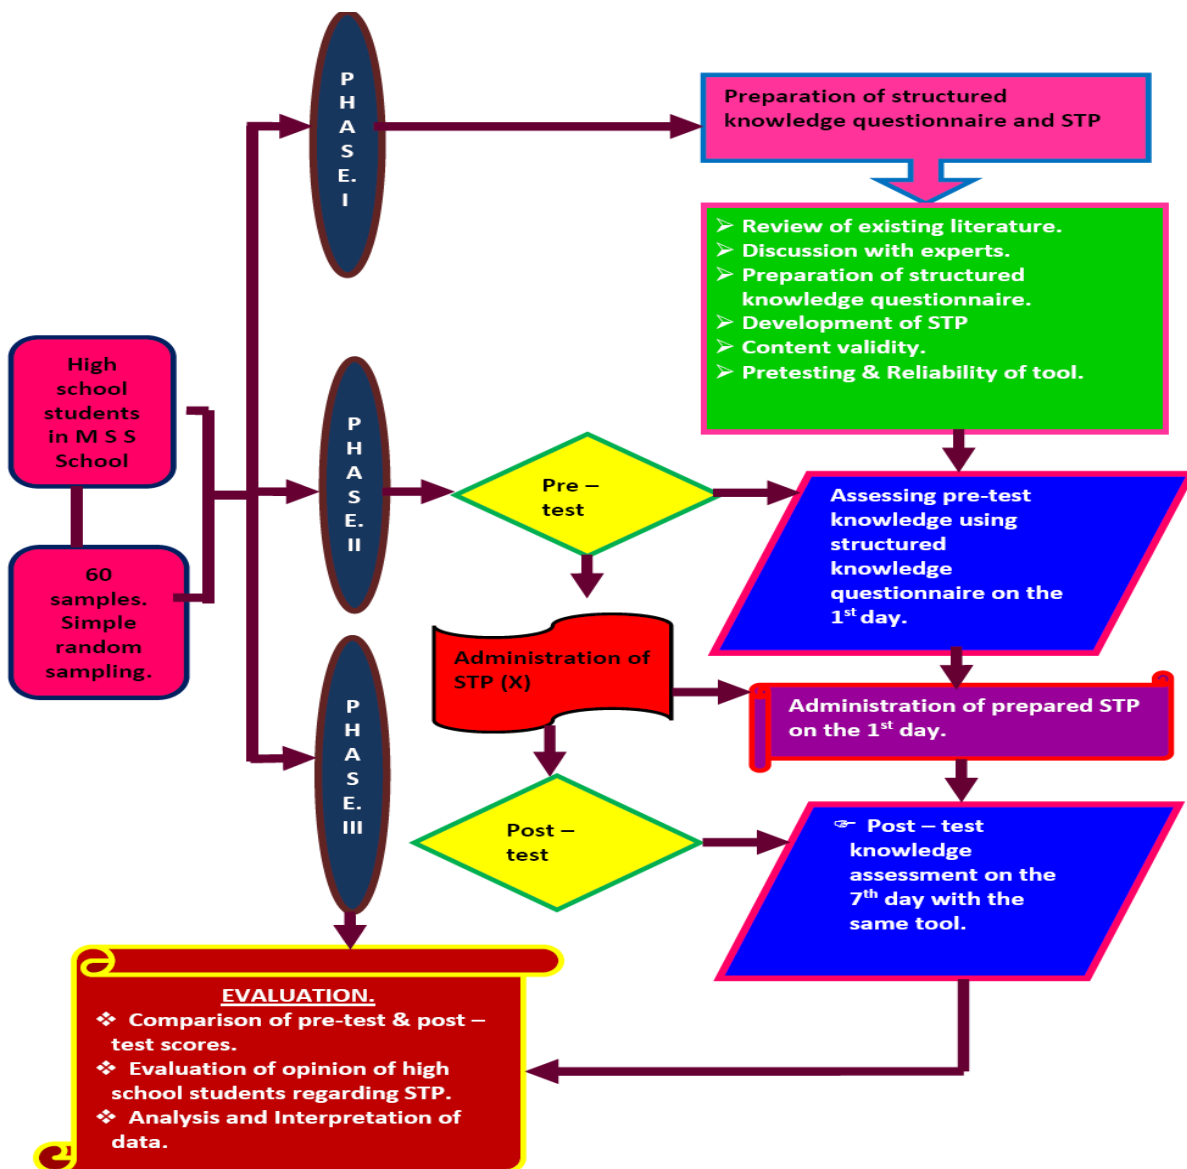 PHASE. I
Preparation of structured
knowledge questionnaire and STP
➢ Review of existing literature.
➢ Discussion with experts.
➢ Preparation of structured
knowledge questionnaire.
➢ Development of STP
➢ Content validity.
➢ Pretesting & Reliability of tool.
High
school
students
in M S S
School
60
samples.
Simple
random
sampling.
PHASE. II
Pre –
test
Assessing pre-test
knowledge using
structured
knowledge
questionnaire on the
1st day.
Administration of
STP (X)
Administration of prepared STP
on the 1st day.
PHASE. III
Post –
test
☞ Post – test
knowledge
assessment on the
7th day with the
same tool.
EVALUATION.
❖ Comparison of pre-test & post –
test scores.
❖ Evaluation of opinion of high
school students regarding STP.
❖ Analysis and Interpretation of
data.